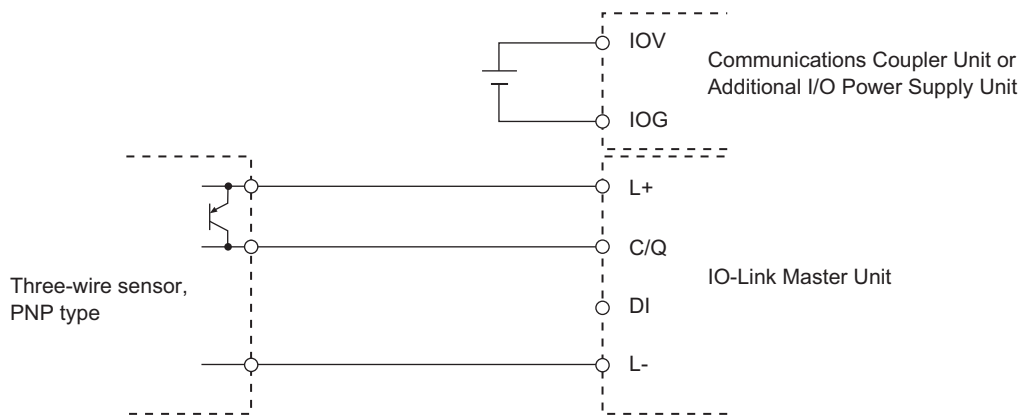 IOV
Communications Coupler Unit or
Additional I/O Power Supply Unit
IOG
L+
C/Q
IO-Link Master Unit
Three-wire sensor,
PNP type
DI
L-